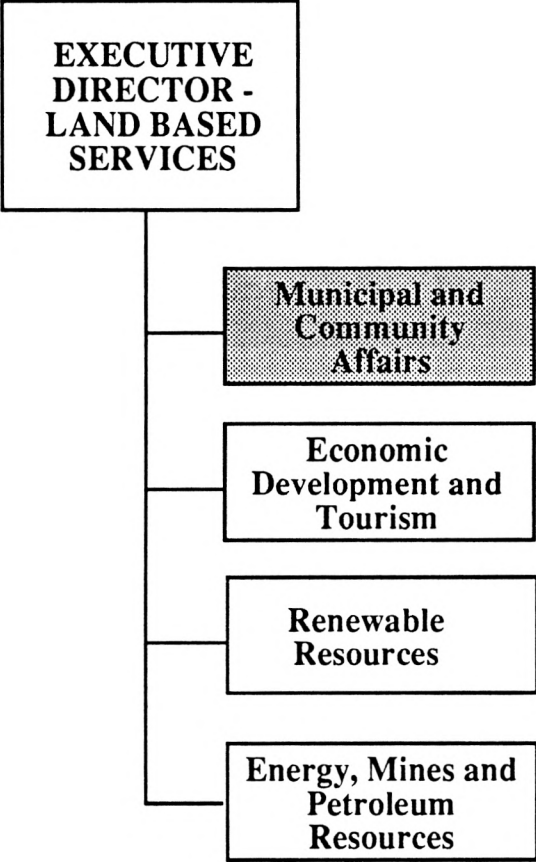 EXECUTIVE
DIRECTOR -
LAND BASED
SERVICES
Municipal and
Community
Affairs
Economic
Development and
Tourism
Renewable
Resources
Energy, Mines and
Petroleum
Resources